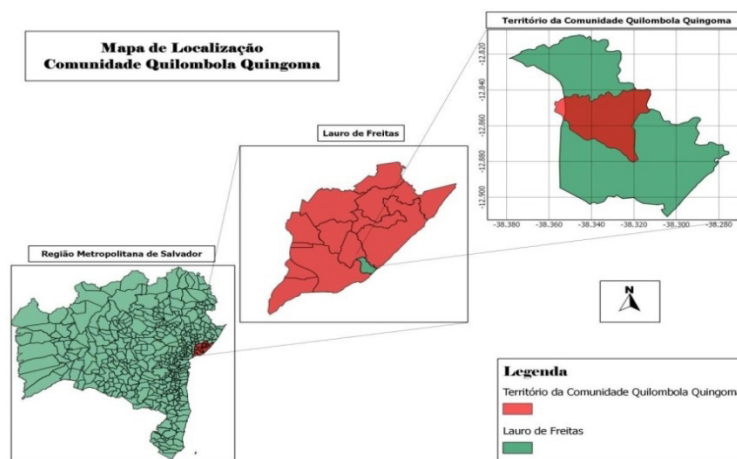 Mapa de Localização
Comunidade Quilombola Quingoma
Território da Comunidade Quilombola Quingoma
-12.820
-12.840
-12.860
-12.880
-12.900
-38.380
-38.360
-38.340
-38.320
-38.300
-38.280
Lauro de Freitas
Região Metropolitana de Salvador
N
Legenda
Território da Comunidade Quilombola Quingoma
Lauro de Freitas